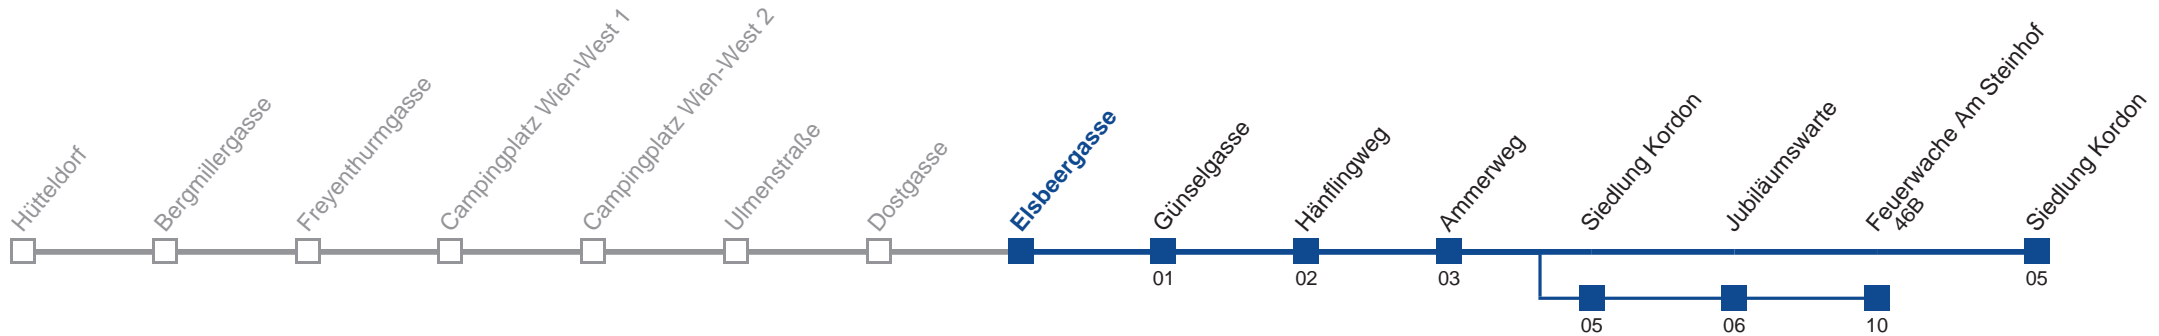 Hütteldorf
Bergmillergasse
Freyenthurmgasse
Campingplatz Wien-West 1
Campingplatz Wien-West 2
Ulmenstraße
Dostgasse
Elsbeergasse
Günselgasse
Hänflingweg
Ammerweg
Siedlung Kordon
Jubiläumswarte
Feuerwache Am Steinhof
46B
Siedlung Kordon
01
02
03
05
05
06
10